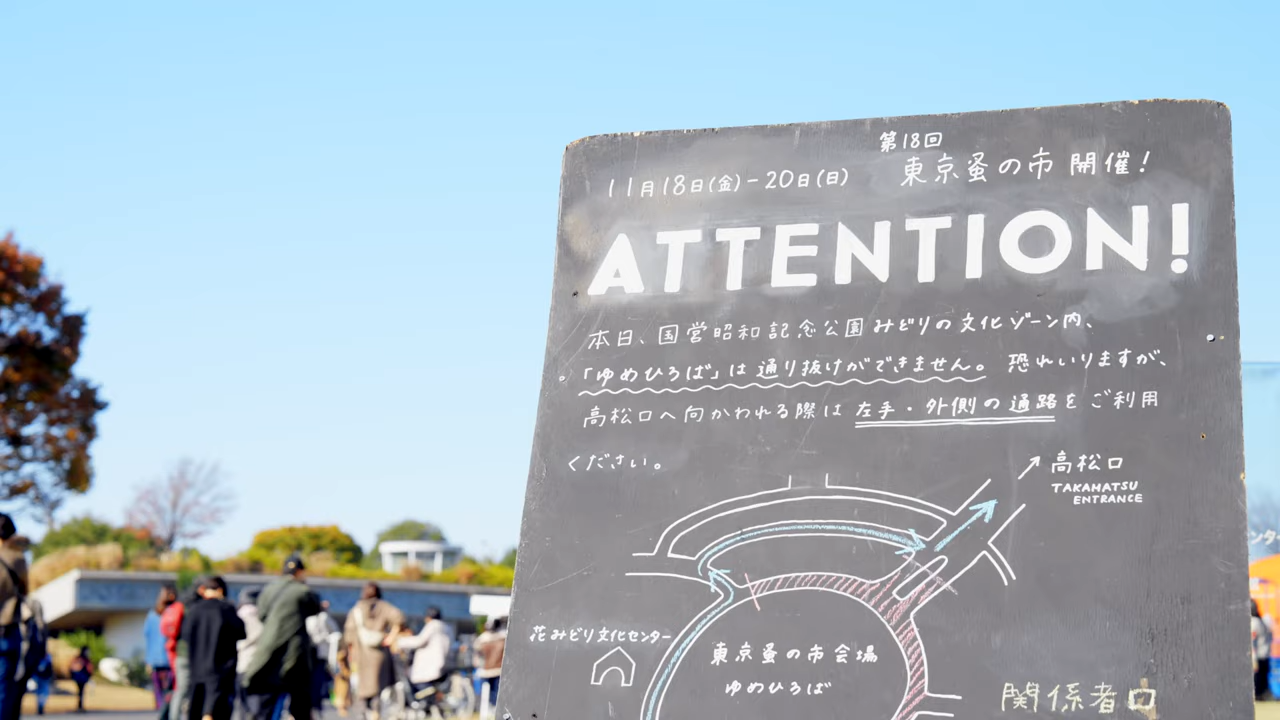 第18回
11月18日(金)-20日(日) 東京蚤の市 開催!
ATTENTION!
本日、国営昭和記念公園みどりの文化ゾーン内、
「ゆめひろば」は通り抜けができません。恐れいりますが、
高松口へ向かわれる際は左手・外側の通路をご利用
ください。
高松口
TAKAMATSU
ENTRANCE
花みどり文化センター
東京蚤の市会場
ゆめひろば
関係者口
ンター